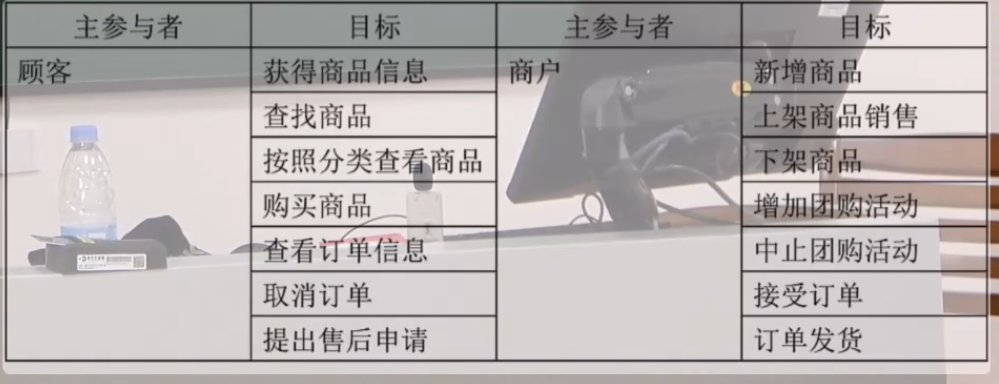 主参与者 目标 主参与者 目标
顾客 获得商品信息 商户 新增商品
查找商品 上架商品销售
按照分类查看商品 下架商品
购买商品 增加团购活动
查看订单信息 中止团购活动
取消订单 接受订单
提出售后申请 订单发货